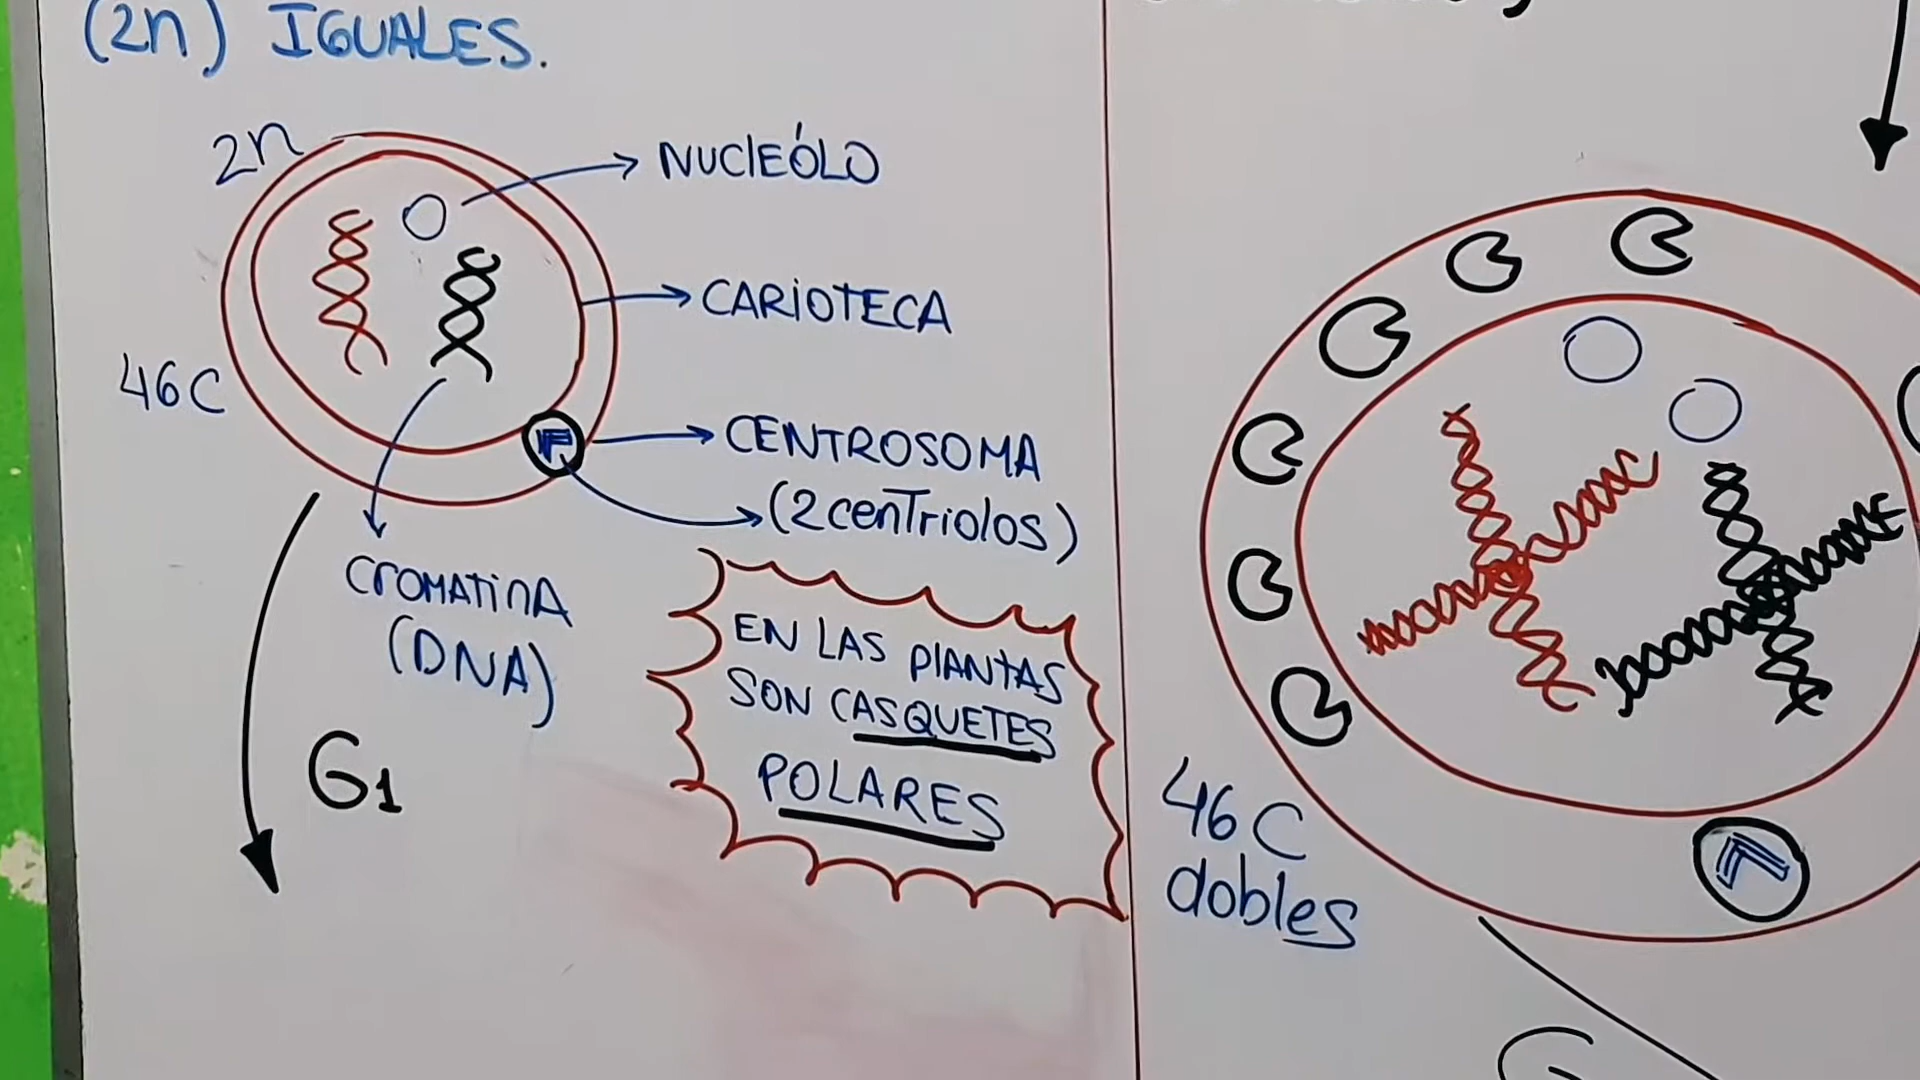 (2n) IGUALES.
2n
NUCLEÓLO
CARIOTECA
46C
CENTROSOMA
(2 centriolos)
CROMATINA
(DNA)
EN LAS PLANTAS
SON CASQUETES
POLARES
G1
46C
dobles